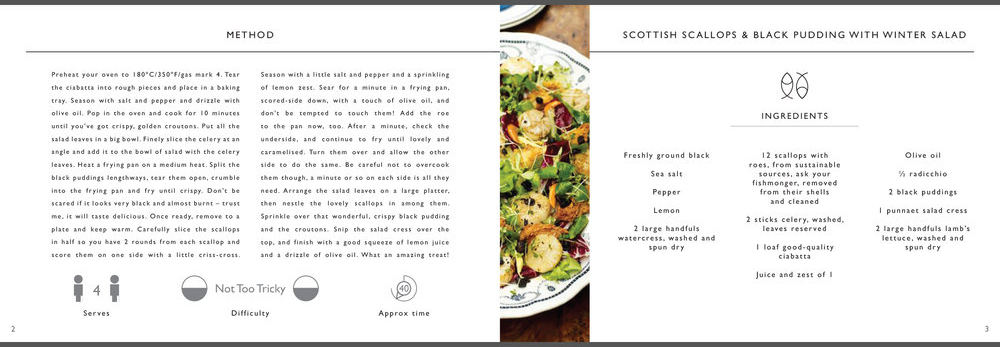 METHOD
Preheat your oven to 180°C/350°F/gas mark 4. Tear
the ciabatta into rough pieces and place in a baking
tray. Season with salt and pepper and drizzle with
olive oil. Pop in the oven and cook for 10 minutes
until you've got crispy, golden croutons. Put all the
salad leaves in a big bowl. Finely slice the celery at an
angle and add it to the bowl of salad with the celery
leaves. Heat a frying pan on a medium heat. Split the
black puddings lengthways, tear them open, crumble
into the frying pan and fry until crispy. Don't be
scared if it looks very black and almost burnt – trust
me, it will taste delicious. Once ready, remove to a
plate and keep warm. Carefully slice the scallops
in half so you have 2 rounds from each scallop and
score them on one side with a little criss-cross.
Season with a little salt and pepper and a sprinkling
of lemon zest. Sear for a minute in a frying pan,
scored-side down, with a touch of olive oil, and
don't be tempted to touch them! Add the roe
to the pan now, too. After a minute, check the
underside, and continue to fry until lovely and
caramelised. Turn them over and allow the other
side to do the same. Be careful not to overcook
them though, a minute or so on each side is all they
need. Arrange the salad leaves on a large platter,
then nestle the lovely scallops in among them.
Sprinkle over that wonderful, crispy black pudding
and the croutons. Snip the salad cress over the
top, and finish with a good squeeze of lemon juice
and a drizzle of olive oil. What an amazing treat!
4
Serves
Not Too Tricky
Difficulty
40
Approx time
2
SCOTTISH SCALLOPS & BLACK PUDDING WITH WINTER SALAD
INGREDIENTS
Freshly ground black
Sea salt
Pepper
Lemon
2 large handfuls
watercress, washed and
spun dry
12 scallops with
roes, from sustainable
sources, ask your
fishmonger, removed
from their shells
and cleaned
2 sticks celery, washed,
leaves reserved
1 loaf good-quality
ciabatta
Juice and zest of 1
Olive oil
½ radicchio
2 black puddings
1 punnaet salad cress
2 large handfuls lamb's
lettuce, washed and
spun dry
3